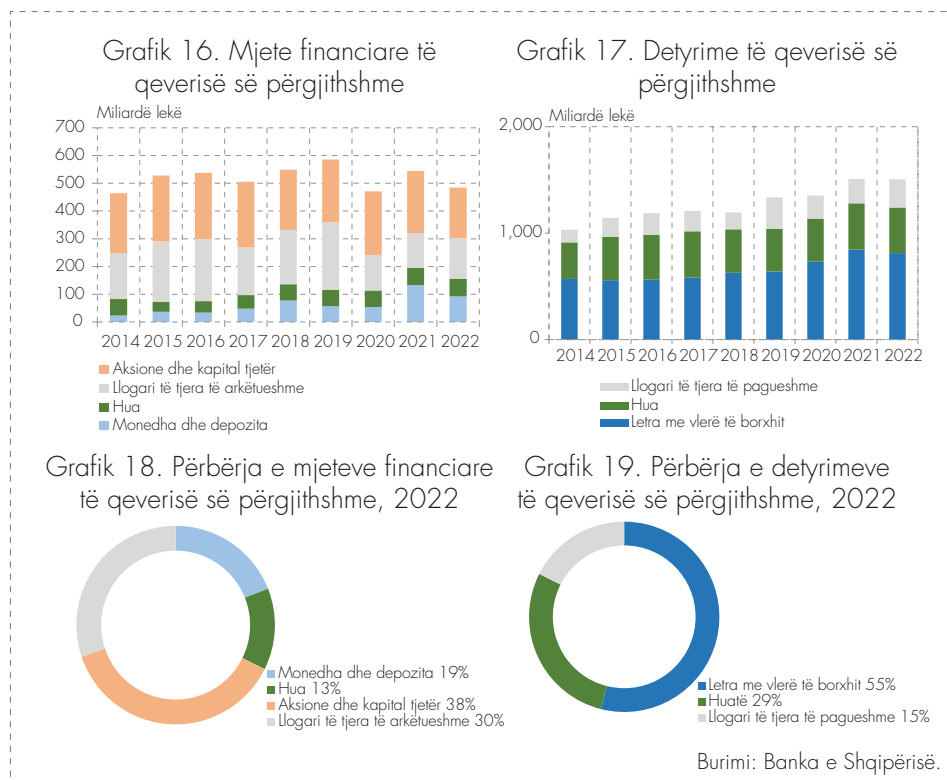 Grafik 16. Mjete financiare të
qeverisë së përgjithshme
Miliardë lekë
700
600
500
400
300
200
100
0
2014 2015 2016 2017 2018 2019 2020 2021 2022
Aksione dhe kapital tjetër
Llogari të tjera të arkëtueshme
Hua
Monedha dhe depozita
Grafik 17. Detyrime të qeverisë së
përgjithshme
Miliardë lekë
2,000
1,000
0
2014 2015 2016 2017 2018 2019 2020 2021 2022
Llogari të tjera të pagueshme
Hua
Letra me vlerë të borxhit
Grafik 18. Përbërja e mjeteve financiare
të qeverisë së përgjithshme, 2022
Monedha dhe depozita 19%
Hua 13%
Aksione dhe kapital tjetër 38%
Llogari të tjera të arkëtueshme 30%
Grafik 19. Përbërja e detyrimeve
të qeverisë së përgjithshme, 2022
Letra me vlerë të borxhit 55%
Huatë 29%
Llogari të tjera të pagueshme 15%
Burimi: Banka e Shqipërisë.